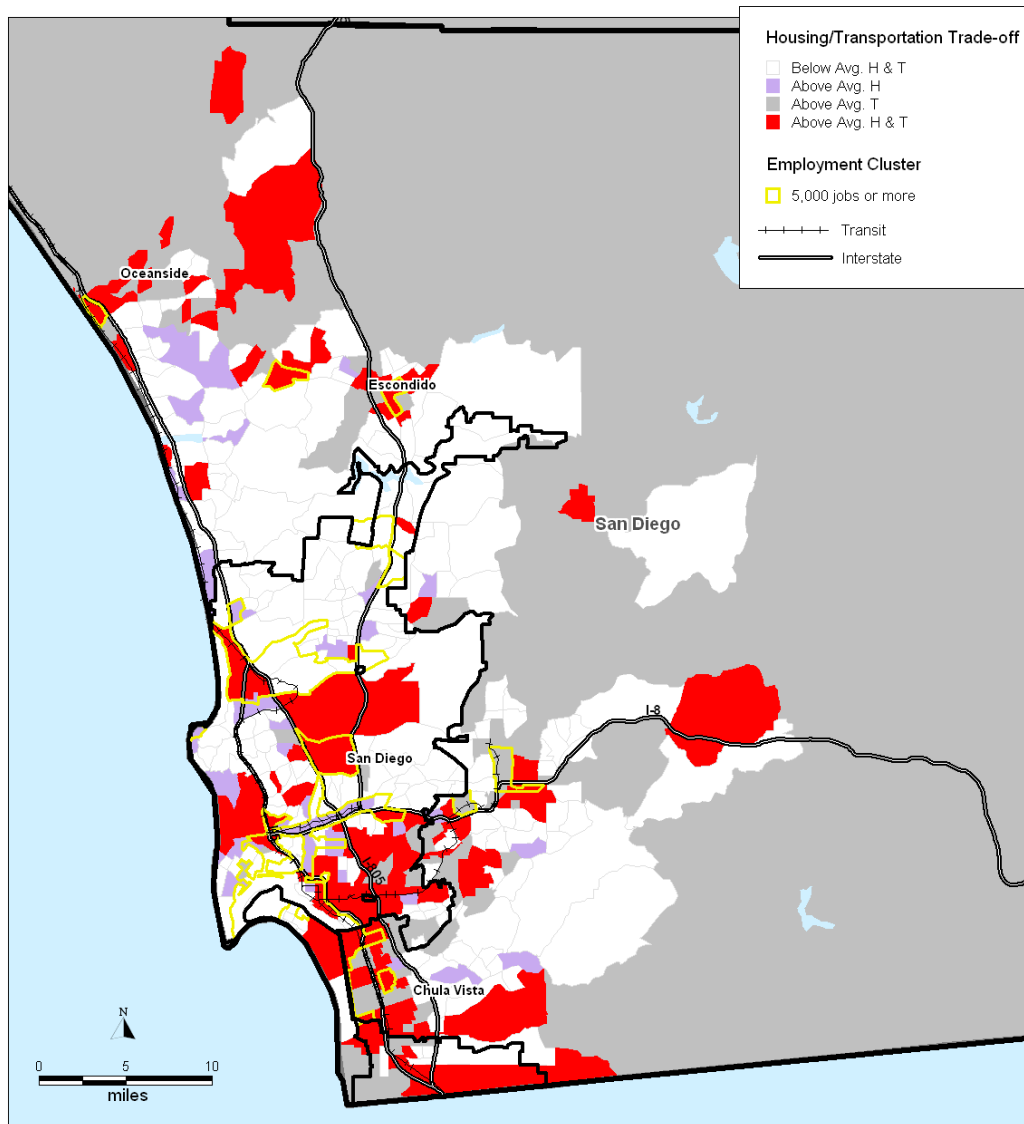 Housing/Transportation Trade-off
Below Avg. H & T
Above Avg. H
Above Avg. T
Above Avg. H & T
Employment Cluster
5,000 jobs or more
Transit
Interstate
Oceanside
Escondido
San Diego
I-8
San Diego
I-805
Chula Vista
N
0 5 10
miles